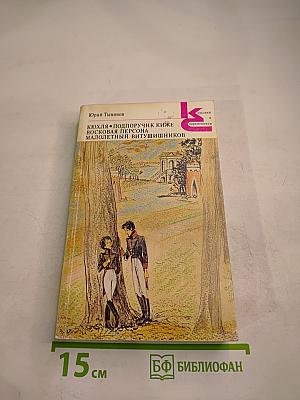 Юрий Тынянов
КЮХЛЯ • ПОДПОРУЧИК КИЖЕ
ВОСКОВАЯ ПЕРСОНА
МАЛОЛЕТНЫЙ ВИТУШИШНИКОВ
К
С
15 см
БФ БИБЛИОФАН